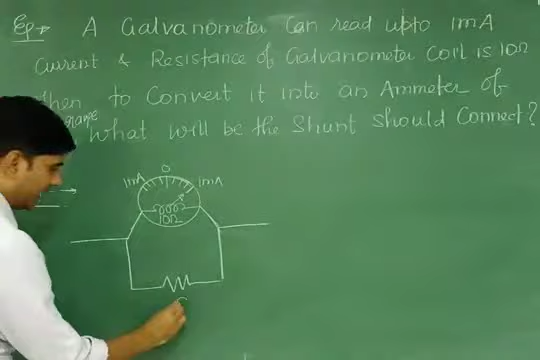 Ex→ A Galvanometer Can read upto 1mA
Current & Resistance of Galvanometer Coil is 10Ω
then to Convert it into an Ammeter of
range what will be the Shunt should Connect?
0
1mA 1mA
10Ω